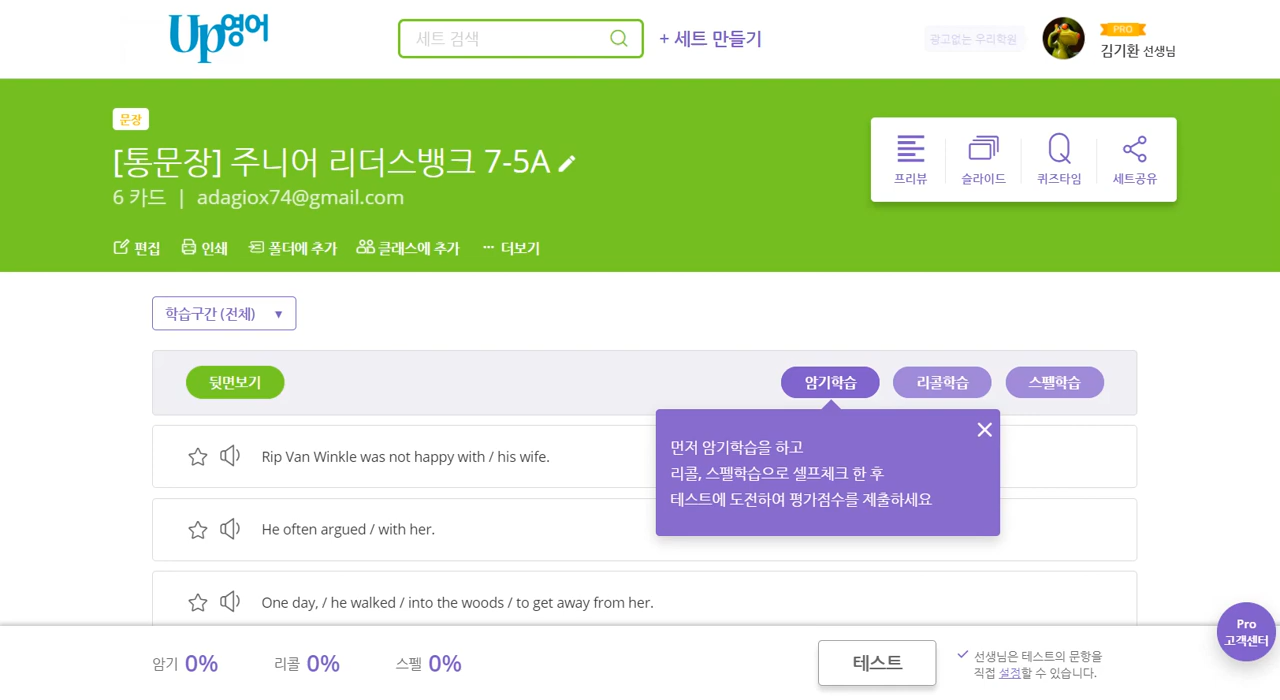 Up영어
세트 검색
+ 세트 만들기
광고없는 우리학원
PRO
김기환 선생님
문장
[통문장] 주니어 리더스뱅크 7-5A
6 카드 | adagiox74@gmail.com
편집
인쇄
폴더에 추가
클래스에 추가
··· 더보기
프리뷰
슬라이드
퀴즈타임
세트공유
학습구간 (전체) ▼
뒷면보기
암기학습
리콜학습
스펠학습
먼저 암기학습을 하고
리콜, 스펠학습으로 셀프체크 한 후
테스트에 도전하여 평가점수를 제출하세요
Rip Van Winkle was not happy with / his wife.
He often argued / with her.
One day, / he walked / into the woods / to get away from her.
암기 0%
리콜 0%
스펠 0%
테스트
선생님은 테스트의 문항을
직접 설정할 수 있습니다.
Pro
고객센터